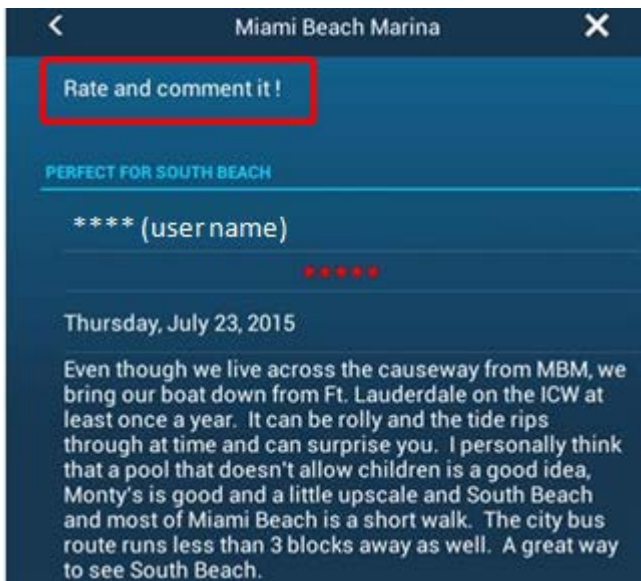 Miami Beach Marina
Rate and comment it !
PERFECT FOR SOUTH BEACH
**** (user name)
*****
Thursday, July 23, 2015
Even though we live across the causeway from MBM, we
bring our boat down from Ft. Lauderdale on the ICW at
least once a year. It can be rolly and the tide rips
through at time and can surprise you. I personally think
that a pool that doesn't allow children is a good idea,
Monty's is good and a little upscale and South Beach
and most of Miami Beach is a short walk. The city bus
route runs less than 3 blocks away as well. A great way
to see South Beach.